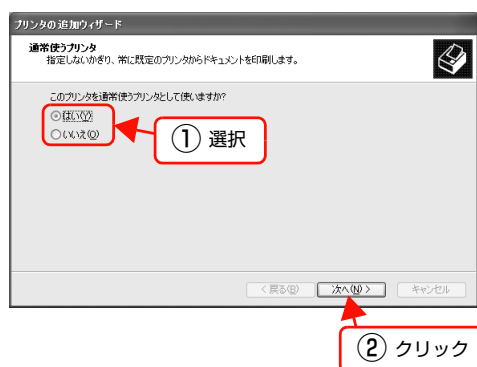 プリンタの追加ウィザード
通常使うプリンタ
指定しないかぎり、常に既定のプリンタからドキュメントを印刷します。
このプリンタを通常使うプリンタとして使いますか?
はい(Y)
いいえ(O)
① 選択
< 戻る(B)
次へ(N) >
キャンセル
② クリック